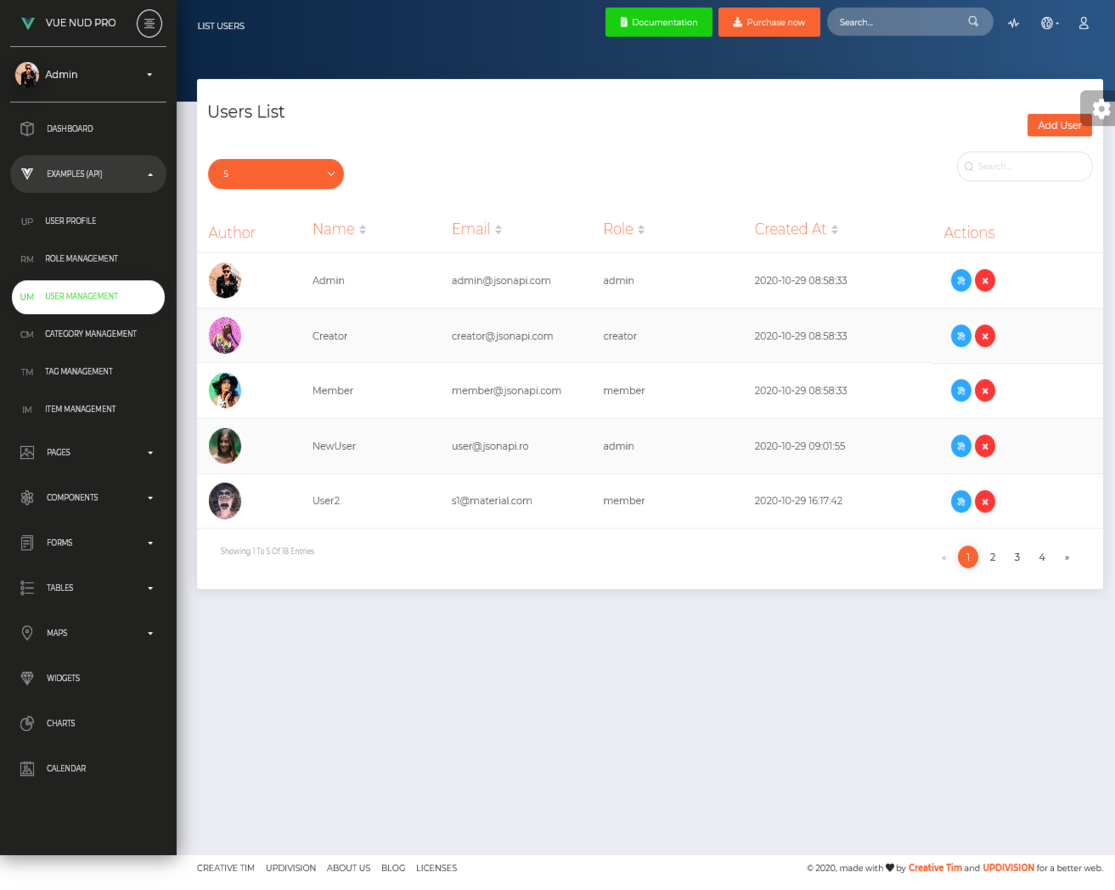 VUE NUD PRO
LIST USERS
Documentation
Purchase now
Search...
Admin
DASHBOARD
EXAMPLES (API)
UP USER PROFILE
RM ROLE MANAGEMENT
UM USER MANAGEMENT
CM CATEGORY MANAGEMENT
TM TAG MANAGEMENT
IM ITEM MANAGEMENT
PAGES
COMPONENTS
FORMS
TABLES
MAPS
WIDGETS
CHARTS
CALENDAR
Users List
Add User
5
Search...
Author Name Email Role Created At Actions
Admin admin@jsonapi.com admin 2020-10-29 08:58:33
Creator creator@jsonapi.com creator 2020-10-29 08:58:33
Member member@jsonapi.com member 2020-10-29 08:58:33
NewUser user@jsonapi.ro admin 2020-10-29 09:01:55
User2 s1@material.com member 2020-10-29 16:17:42
Showing 1 To 5 Of 18 Entries
« 1 2 3 4 »
CREATIVE TIM UPDIVISION ABOUT US BLOG LICENSES
© 2020, made with ♥ by Creative Tim and UPDIVISION for a better web.